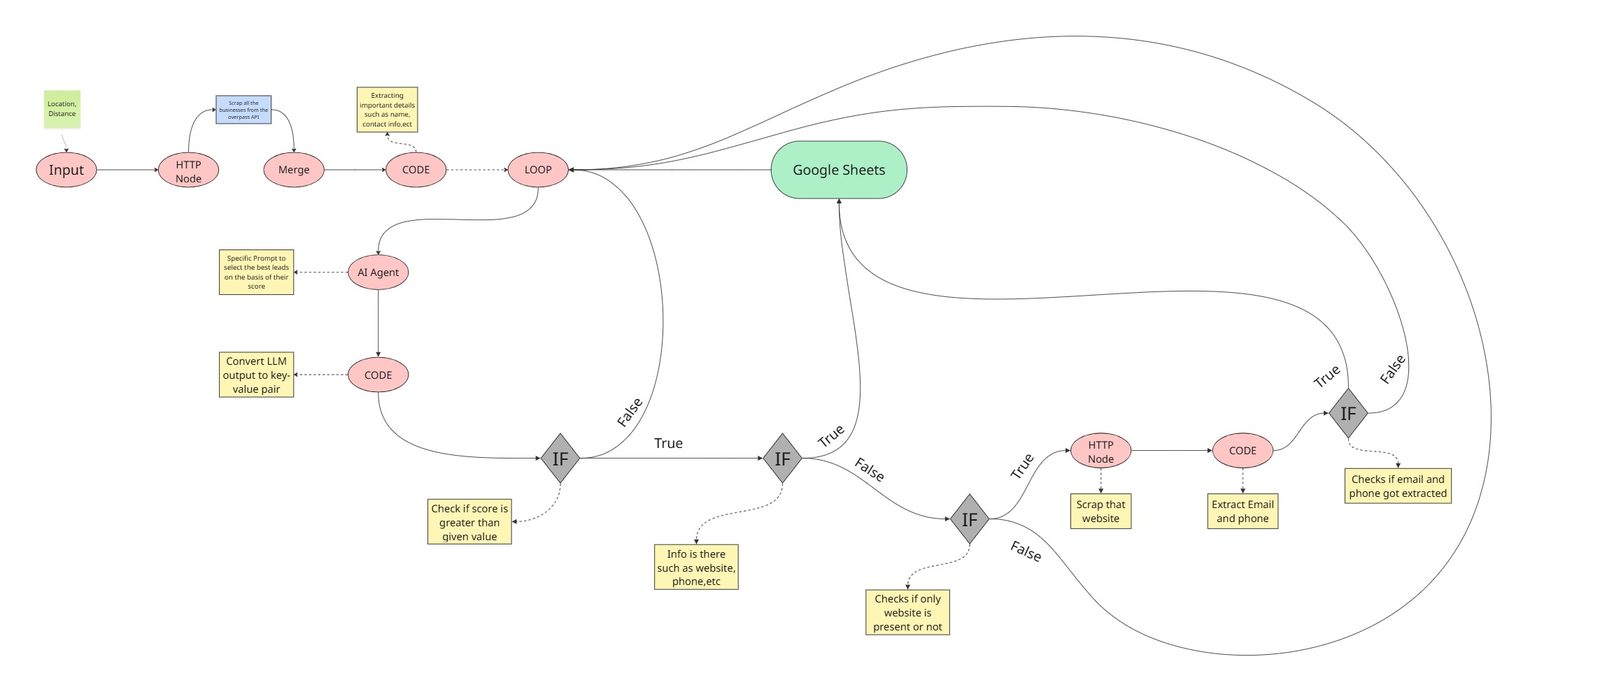 Location,
Distance
Input
HTTP
Node
Scrap all the
businesses from the
overpass API
Merge
Extracting
important details
such as name,
contact info,ect
CODE
LOOP
Google Sheets
Specific Prompt to
select the best leads
on the basis of their
score
AI Agent
Convert LLM
output to key-
value pair
CODE
IF
False
True
Check if score is
greater than
given value
IF
True
False
Info is there
such as website,
phone,etc
IF
True
False
Checks if only
website is
present or not
HTTP
Node
Scrap that
website
CODE
Extract Email
and phone
IF
True
False
Checks if email and
phone got extracted